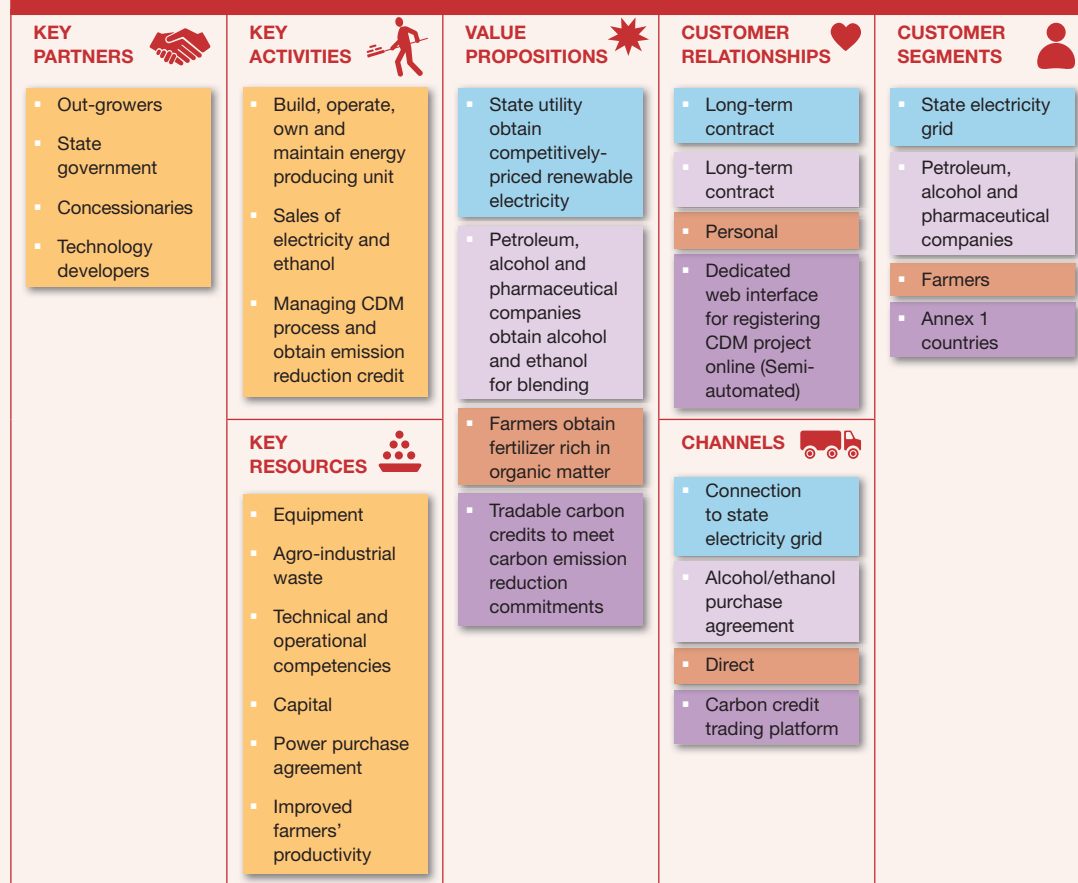 KEY
PARTNERS
Out-growers
State
government
Concessionaries
Technology
developers
KEY
ACTIVITIES
Build, operate,
own and
maintain energy
producing unit
Sales of
electricity and
ethanol
Managing CDM
process and
obtain emission
reduction credit
KEY
RESOURCES
Equipment
Agro-industrial
waste
Technical and
operational
competencies
Capital
Power purchase
agreement
Improved
farmers’
productivity
VALUE
PROPOSITIONS
State utility
obtain
competitively-
priced renewable
electricity
Petroleum,
alcohol and
pharmaceutical
companies
obtain alcohol
and ethanol
for blending
Farmers obtain
fertilizer rich in
organic matter
Tradable carbon
credits to meet
carbon emission
reduction
commitments
CUSTOMER
RELATIONSHIPS
Long-term
contract
Long-term
contract
Personal
Dedicated
web interface
for registering
CDM project
online (Semi-
automated)
CHANNELS
Connection
to state
electricity grid
Alcohol/ethanol
purchase
agreement
Direct
Carbon credit
trading platform
CUSTOMER
SEGMENTS
State electricity
grid
Petroleum,
alcohol and
pharmaceutical
companies
Farmers
Annex 1
countries